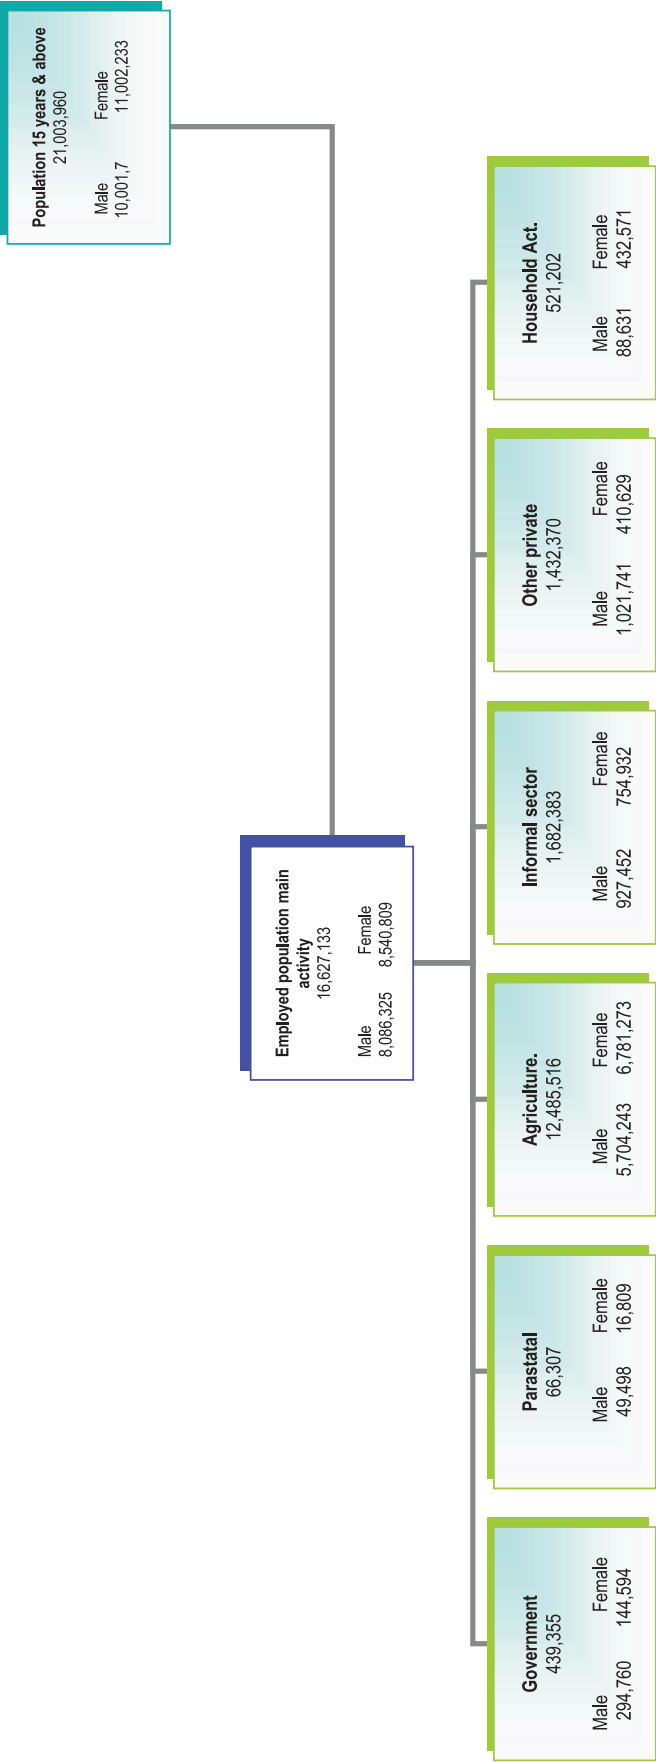 Population 15 years & above
21,003,960
Male Female
10,001,7 11,002,233
Employed population main
activity
16,627,133
Male Female
8,086,325 8,540,809
Government
439,355
Male Female
294,760 144,594
Parastatal
66,307
Male Female
49,498 16,809
Agriculture.
12,485,516
Male Female
5,704,243 6,781,273
Informal sector
1,682,383
Male Female
927,452 754,932
Other private
1,432,370
Male Female
1,021,741 410,629
Household Act.
521,202
Male Female
88,631 432,571